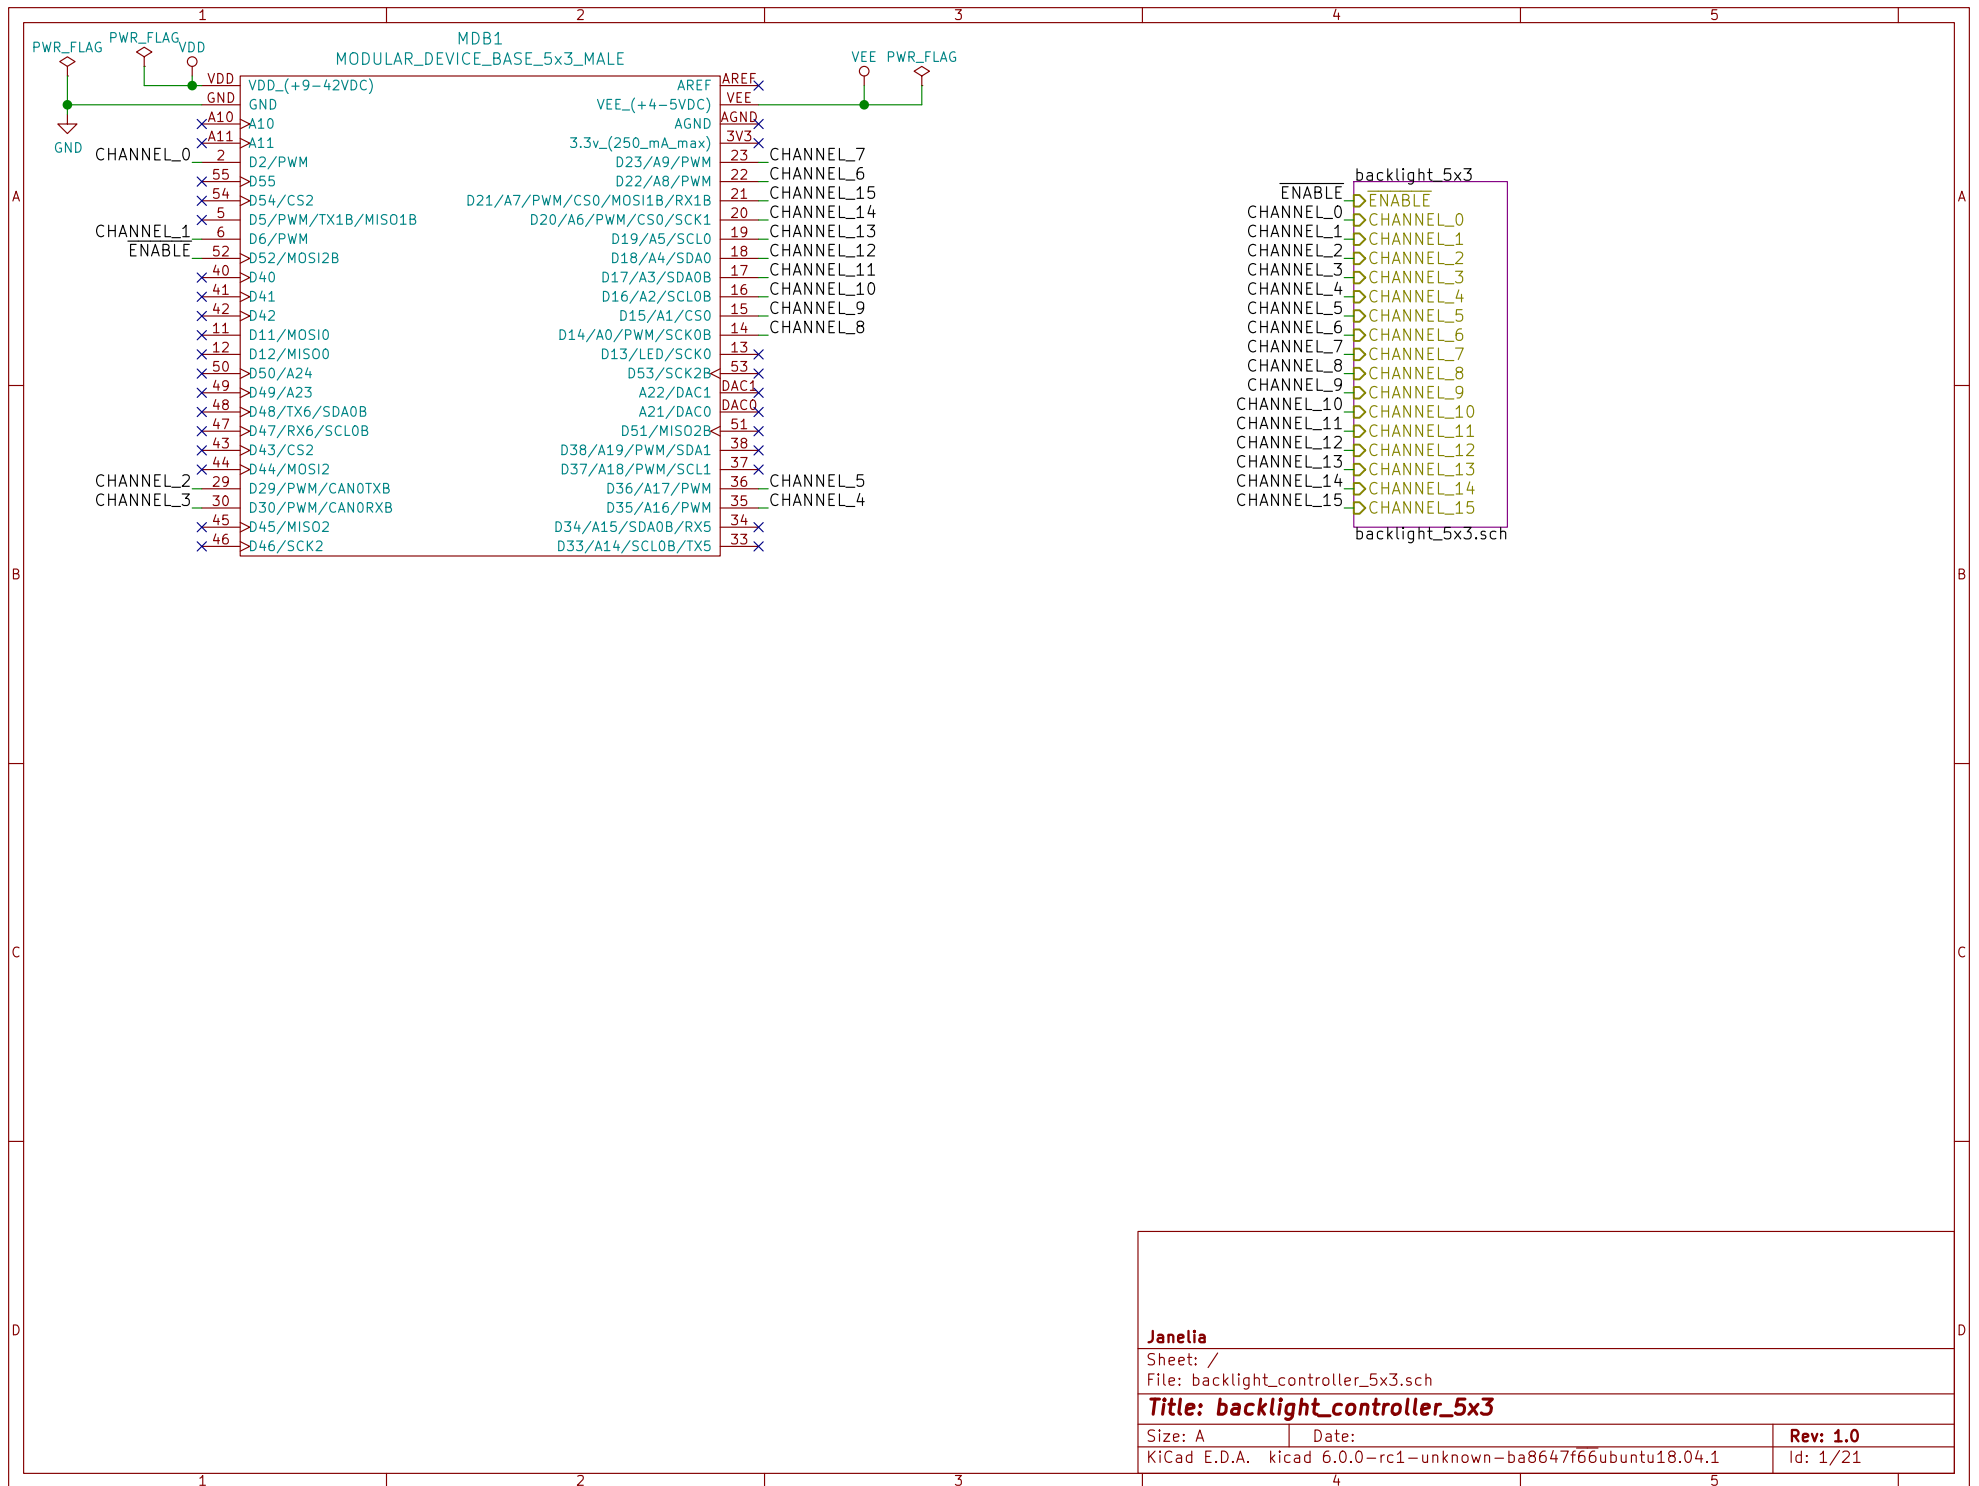 1 2 3 4 5
PWR_FLAG
PWR_FLAG
VDD
MDB1
MODULAR_DEVICE_BASE_5x3_MALE
VEE PWR_FLAG
VDD VDD_(+9-42VDC) AREF AREF
GND GND VEE_(+4-5VDC) VEE
A10 A10 AGND AGND
A11 A11 3.3v_(250_mA_max) 3V3
GND
CHANNEL_0 2 D2/PWM D23/A9/PWM 23 CHANNEL_7
55 D55 D22/A8/PWM 22 CHANNEL_6
54 D54/CS2 D21/A7/PWM/CS0/MOSI1B/RX1B 21 CHANNEL_15
5 D5/PWM/TX1B/MISO1B D20/A6/PWM/CS0/SCK1 20 CHANNEL_14
CHANNEL_1 6 D6/PWM D19/A5/SCL0 19 CHANNEL_13
ENABLE 52 D52/MOSI2B D18/A4/SDA0 18 CHANNEL_12
40 D40 D17/A3/SDA0B 17 CHANNEL_11
41 D41 D16/A2/SCL0B 16 CHANNEL_10
42 D42 D15/A1/CS0 15 CHANNEL_9
11 D11/MOSI0 D14/A0/PWM/SCK0B 14 CHANNEL_8
12 D12/MISO0 D13/LED/SCK0 13
50 D50/A24 D53/SCK2B 53
49 D49/A23 A22/DAC1 DAC1
48 D48/TX6/SDA0B A21/DAC0 DAC0
47 D47/RX6/SCL0B D51/MISO2B 51
43 D43/CS2 D38/A19/PWM/SDA1 38
44 D44/MOSI2 D37/A18/PWM/SCL1 37
CHANNEL_2 29 D29/PWM/CAN0TXB D36/A17/PWM 36 CHANNEL_5
CHANNEL_3 30 D30/PWM/CAN0RXB D35/A16/PWM 35 CHANNEL_4
45 D45/MISO2 D34/A15/SDA0B/RX5 34
46 D46/SCK2 D33/A14/SCL0B/TX5 33
backlight_5x3
ENABLE ENABLE
CHANNEL_0 CHANNEL_0
CHANNEL_1 CHANNEL_1
CHANNEL_2 CHANNEL_2
CHANNEL_3 CHANNEL_3
CHANNEL_4 CHANNEL_4
CHANNEL_5 CHANNEL_5
CHANNEL_6 CHANNEL_6
CHANNEL_7 CHANNEL_7
CHANNEL_8 CHANNEL_8
CHANNEL_9 CHANNEL_9
CHANNEL_10 CHANNEL_10
CHANNEL_11 CHANNEL_11
CHANNEL_12 CHANNEL_12
CHANNEL_13 CHANNEL_13
CHANNEL_14 CHANNEL_14
CHANNEL_15 CHANNEL_15
backlight_5x3.sch
A A
B B
C C
D D
Janelia
Sheet: /
File: backlight_controller_5x3.sch
Title: backlight_controller_5x3
Size: A Date: Rev: 1.0
KiCad E.D.A. kicad 6.0.0-rc1-unknown-ba8647f66ubuntu18.04.1 Id: 1/21
1 2 3 4 5